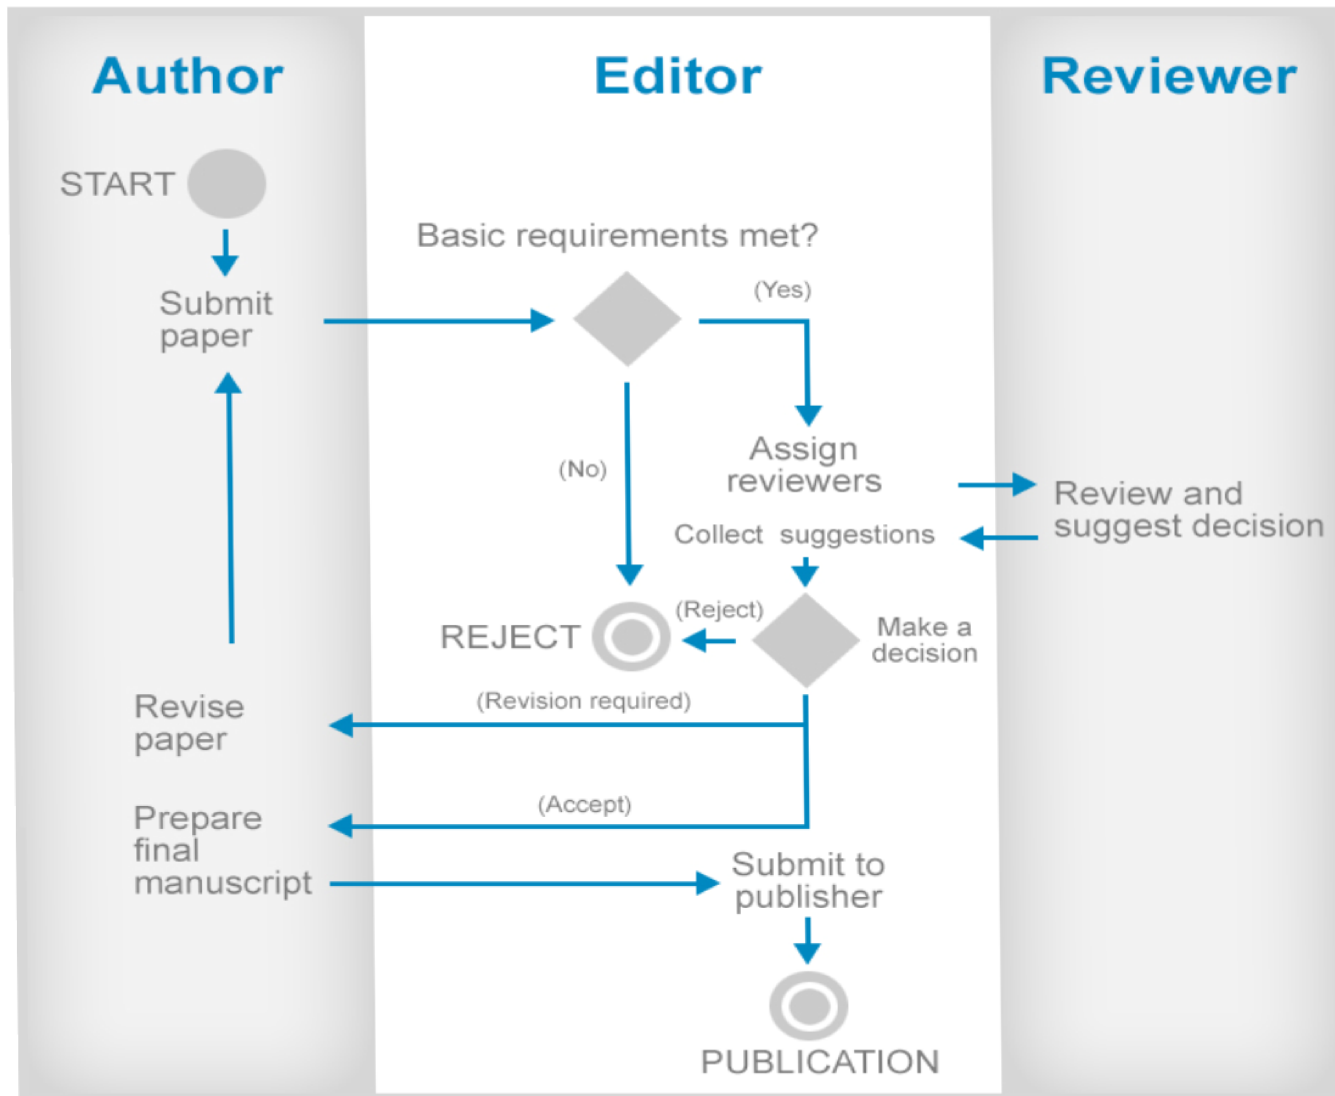 Author
Editor
Reviewer
START
Basic requirements met?
Submit
paper
(Yes)
(No)
Assign
reviewers
Review and
suggest decision
Collect suggestions
REJECT
(Reject)
Make a
decision
Revise
paper
(Revision required)
Prepare
final
manuscript
(Accept)
Submit to
publisher
PUBLICATION